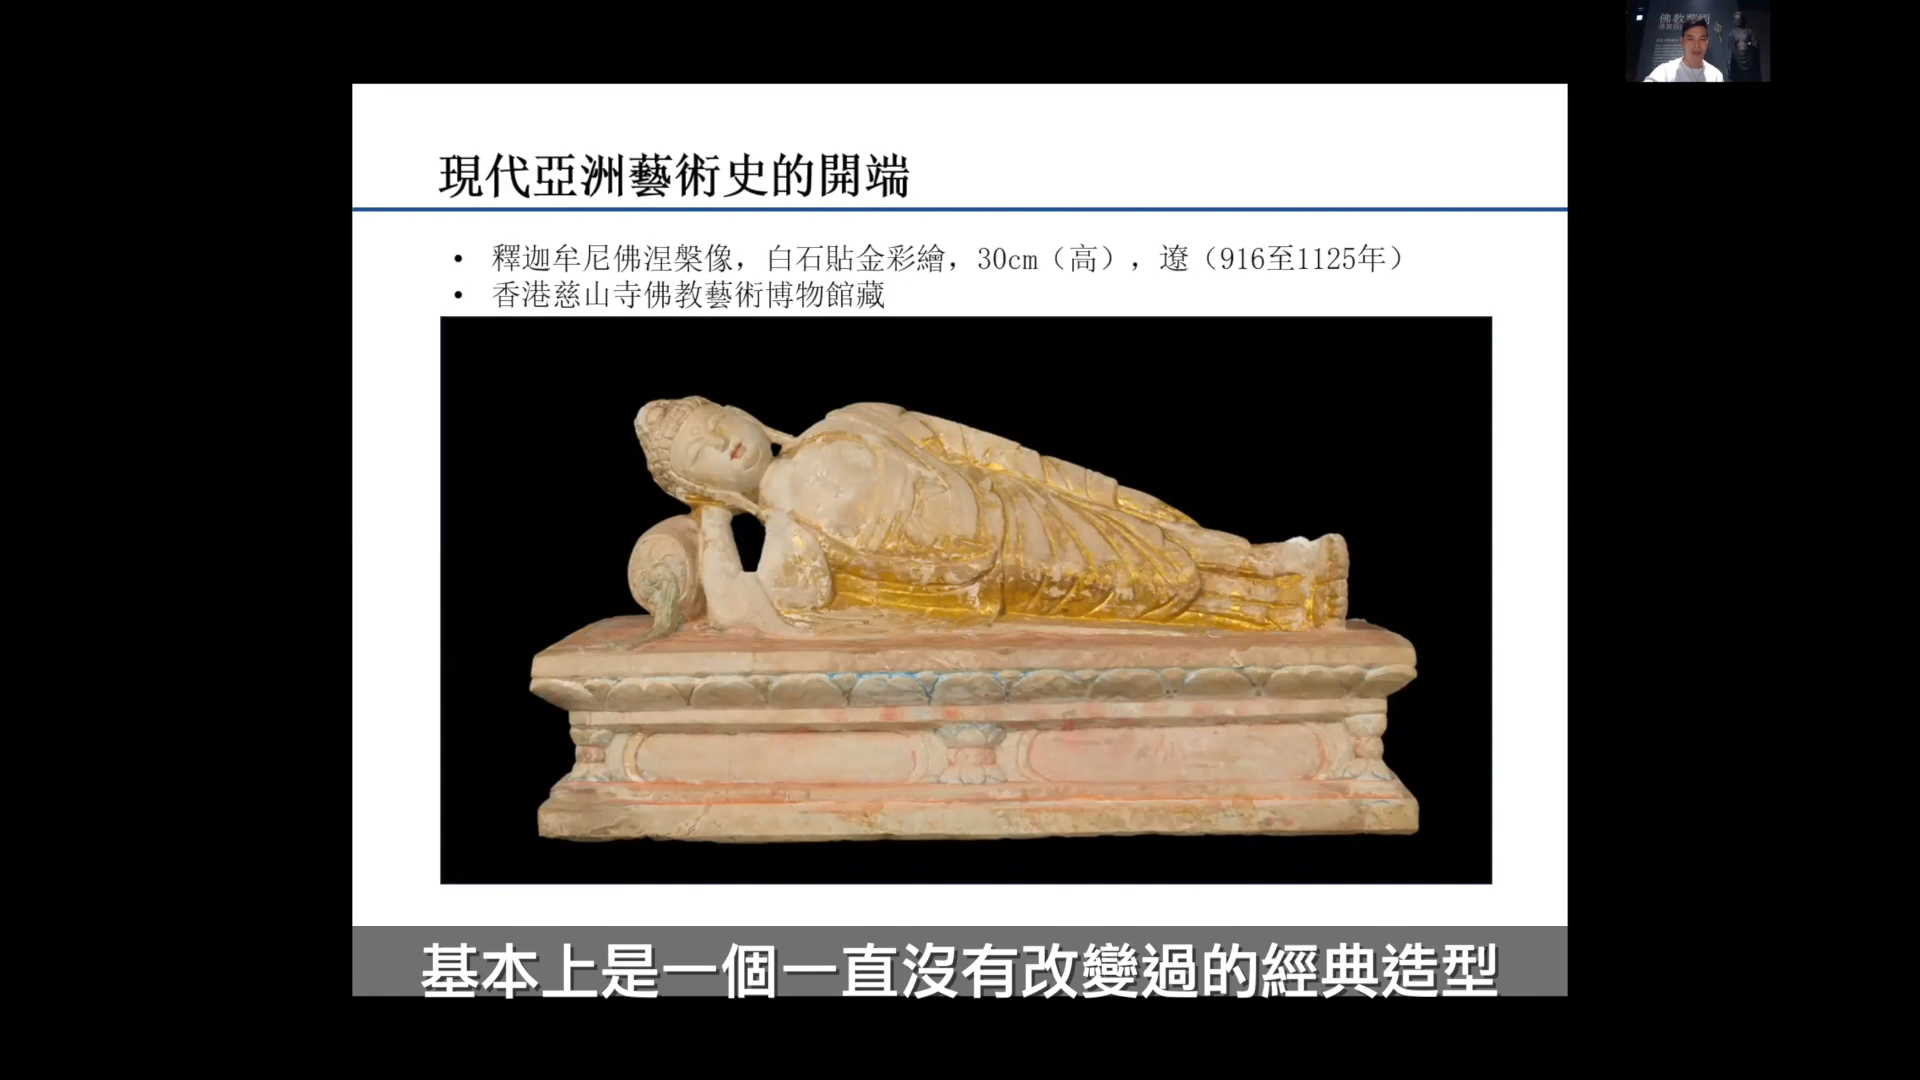 現代亞洲藝術史的開端
• 釋迦牟尼佛涅槃像，白石貼金彩繪，30cm（高），遼（916至1125年）
• 香港慈山寺佛教藝術博物館藏
基本上是一個一直沒有改變過的經典造型